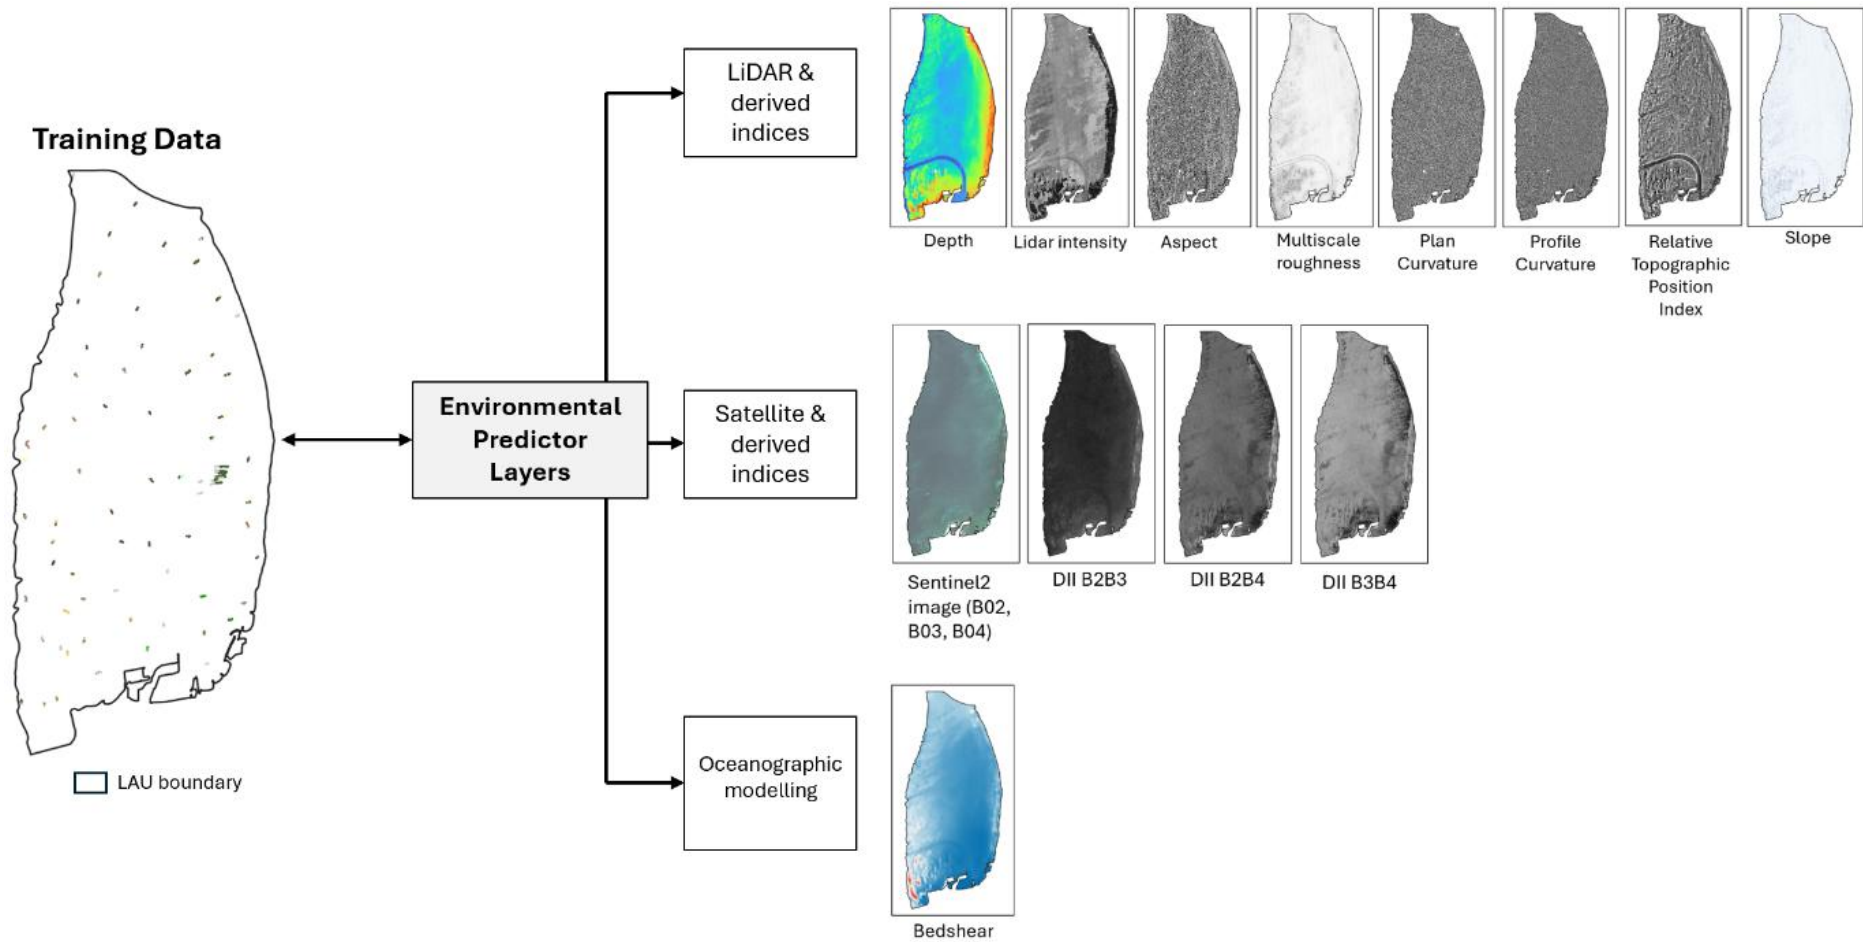 Training Data
LAU boundary
Environmental
Predictor
Layers
LiDAR &
derived
indices
Depth
Lidar intensity
Aspect
Multiscale
roughness
Plan
Curvature
Profile
Curvature
Relative
Topographic
Position
Index
Slope
Satellite &
derived
indices
Sentinel2
image (B02,
B03, B04)
DII B2B3
DII B2B4
DII B3B4
Oceanographic
modelling
Bedshear